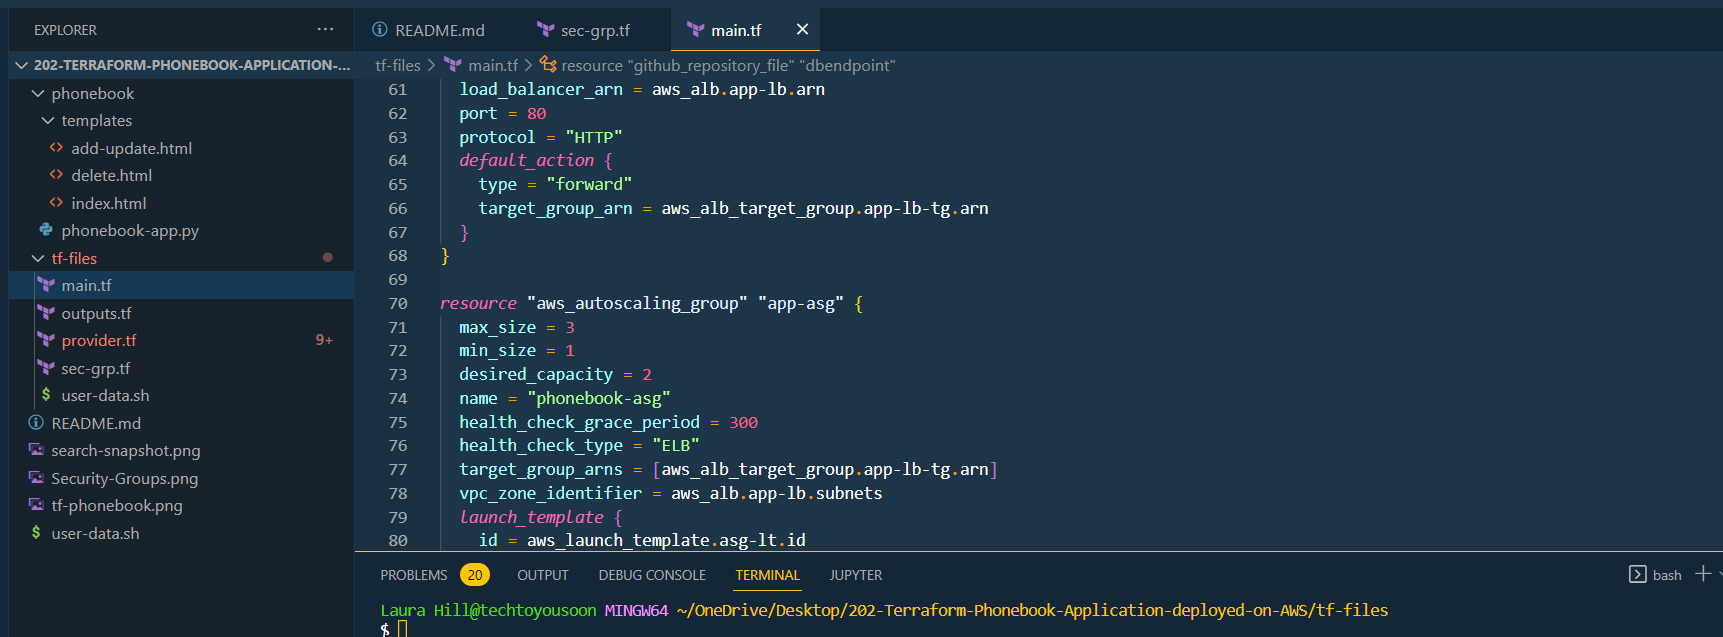 EXPLORER
···
202-TERRAFORM-PHONEBOOK-APPLICATION-...
phonebook
templates
add-update.html
delete.html
index.html
phonebook-app.py
tf-files
main.tf
outputs.tf
provider.tf 9+
sec-grp.tf
$ user-data.sh
README.md
search-snapshot.png
Security-Groups.png
tf-phonebook.png
$ user-data.sh
README.md sec-grp.tf main.tf
tf-files > main.tf > resource "github_repository_file" "dbendpoint"
61 load_balancer_arn = aws_alb.app-lb.arn
62 port = 80
63 protocol = "HTTP"
64 default_action {
65 type = "forward"
66 target_group_arn = aws_alb_target_group.app-lb-tg.arn
67 }
68 }
69
70 resource "aws_autoscaling_group" "app-asg" {
71 max_size = 3
72 min_size = 1
73 desired_capacity = 2
74 name = "phonebook-asg"
75 health_check_grace_period = 300
76 health_check_type = "ELB"
77 target_group_arns = [aws_alb_target_group.app-lb-tg.arn]
78 vpc_zone_identifier = aws_alb.app-lb.subnets
79 launch_template {
80 id = aws_launch_template.asg-lt.id
PROBLEMS 20 OUTPUT DEBUG CONSOLE TERMINAL JUPYTER bash
Laura Hill@techtoyousoon MINGW64 ~/OneDrive/Desktop/202-Terraform-Phonebook-Application-deployed-on-AWS/tf-files
$